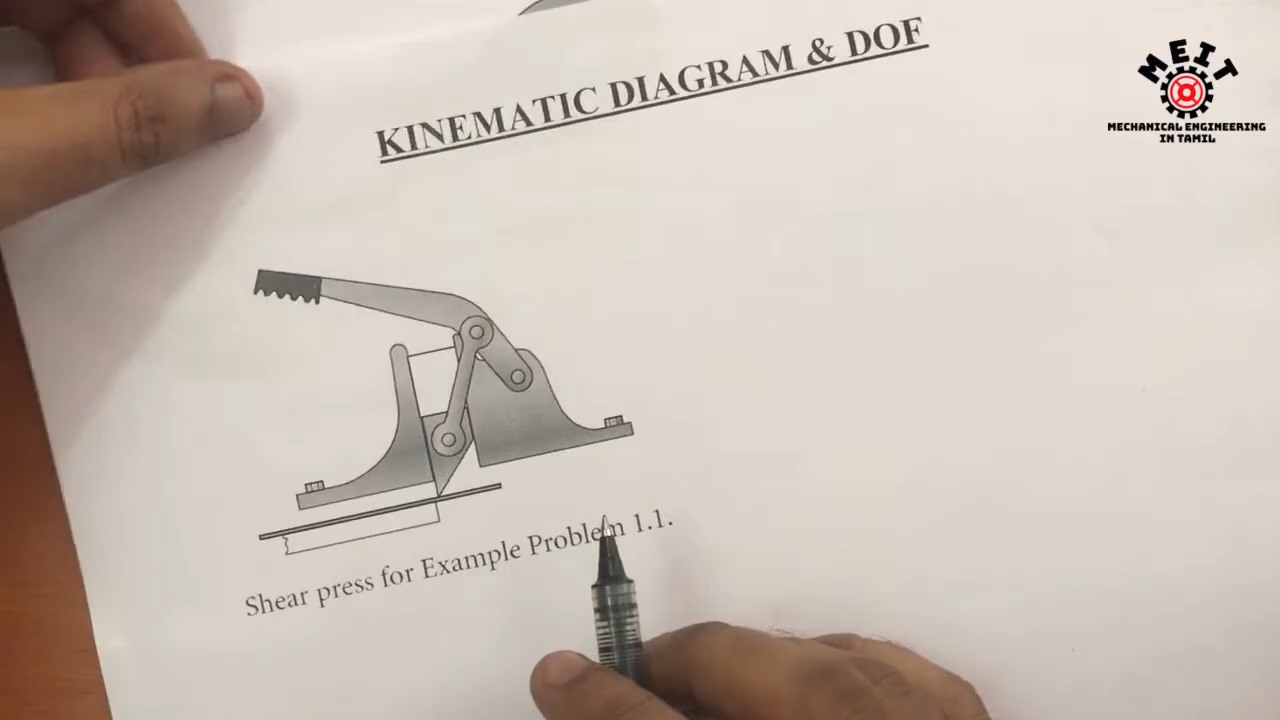 KINEMATIC DIAGRAM & DOF
MEIT
MECHANICAL ENGINEERING
IN TAMIL
Shear press for Example Problem 1.1.